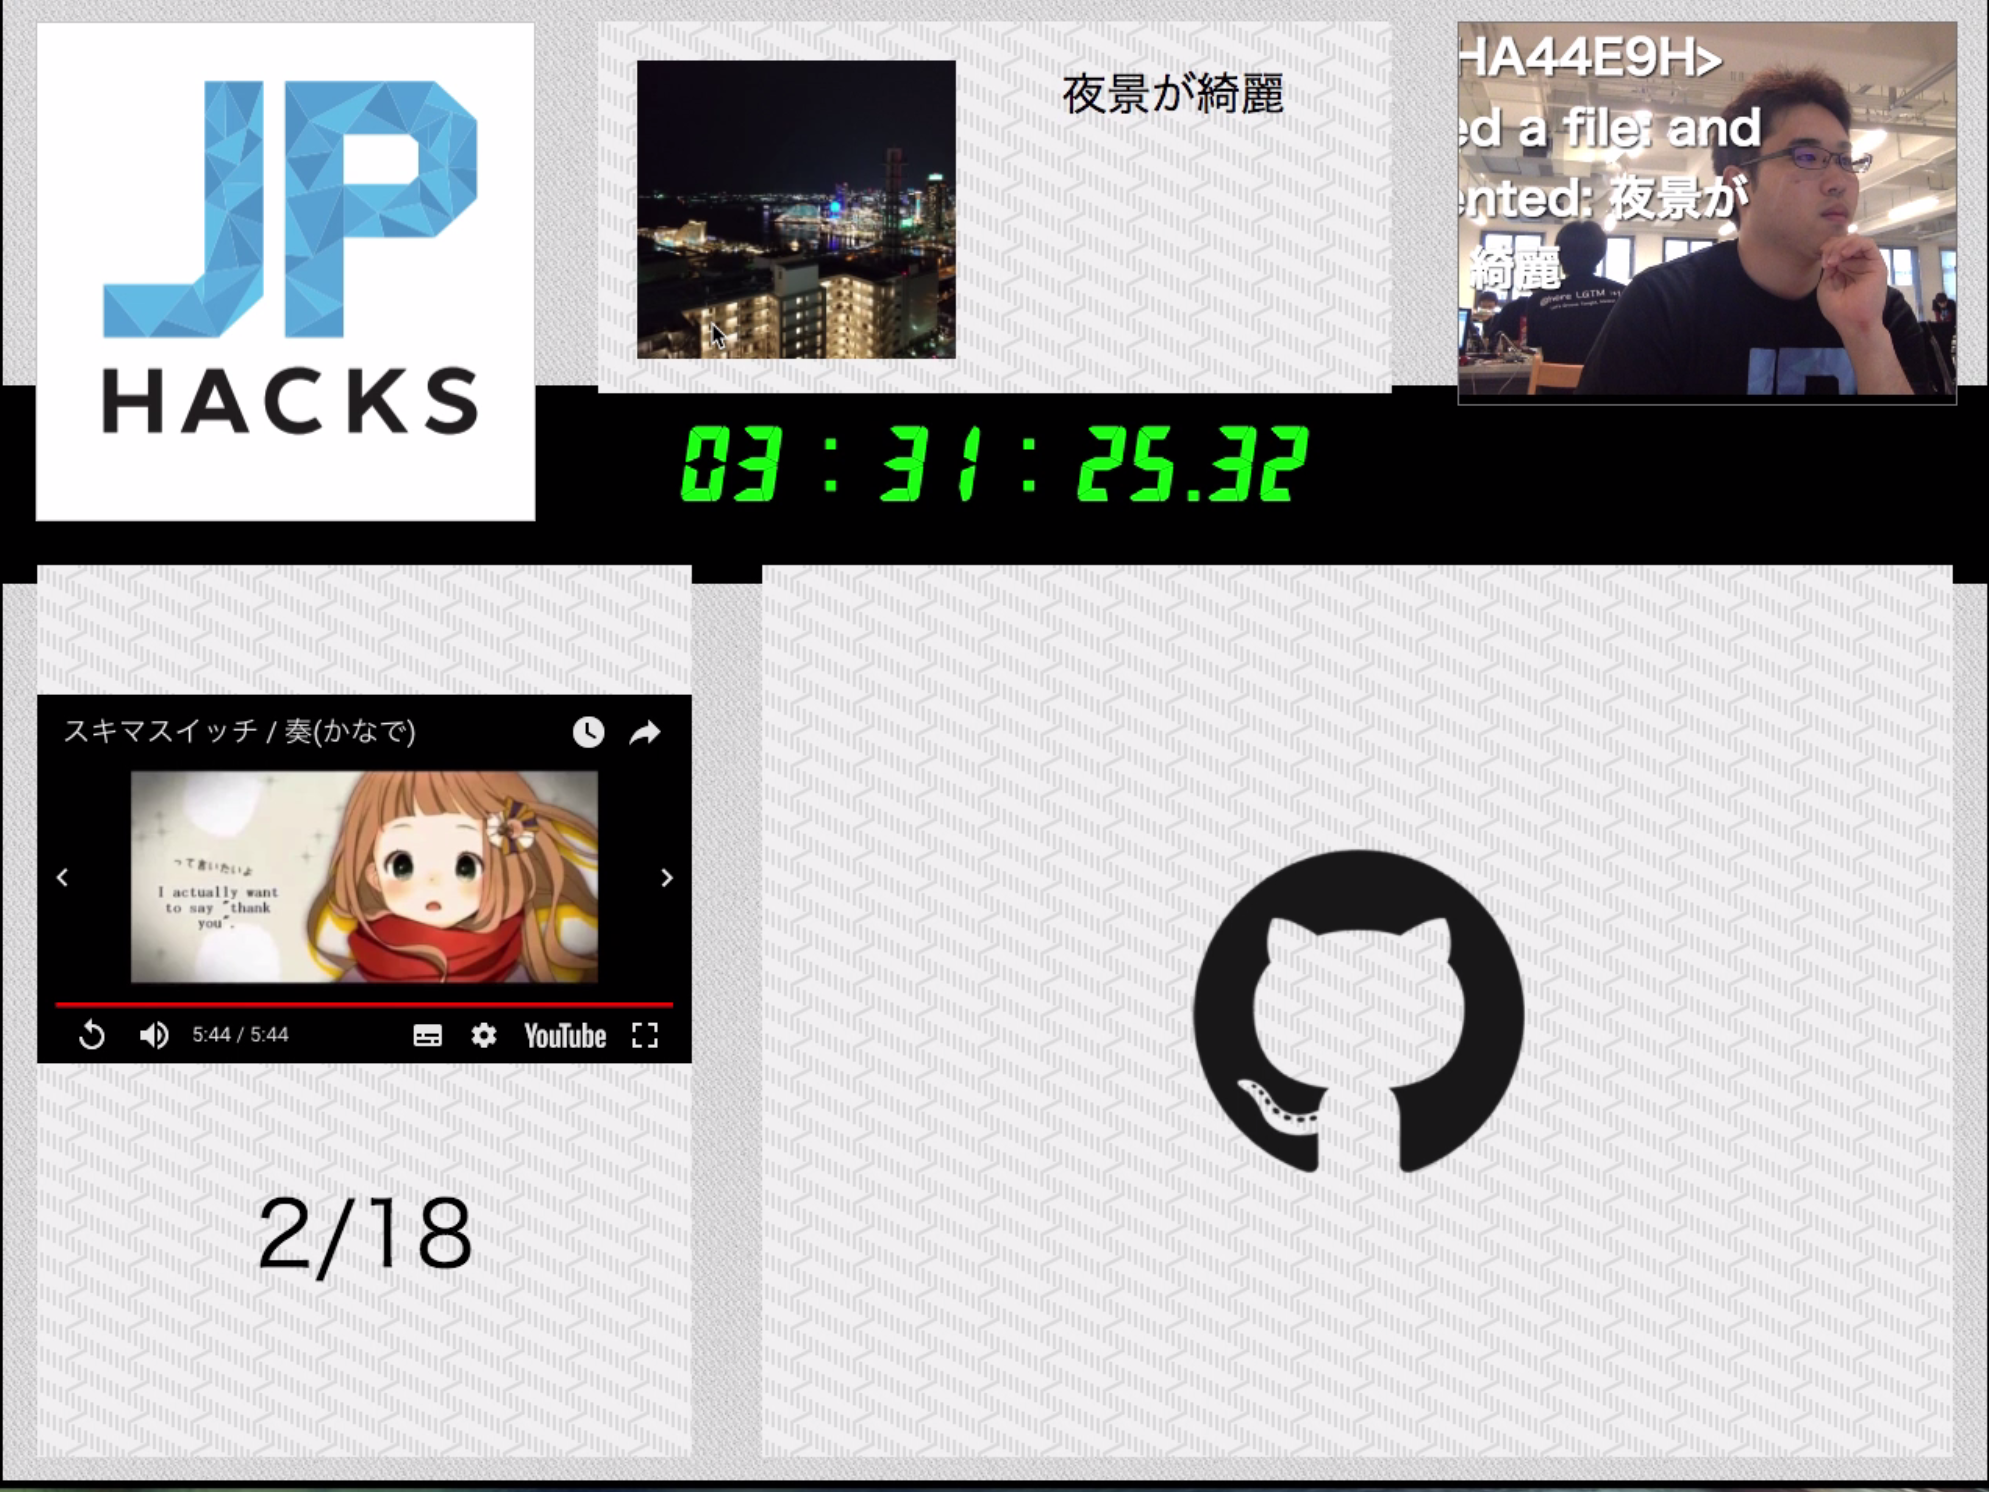 JP
HACKS
夜景が綺麗
HA44E9H>
ed a file: and
ented: 夜景が
綺麗
@here LGTM
03:31:25.32
スキマスイッチ / 奏(かなで)
って言いたいよ
I actually want
to say "thank
you".
5:44 / 5:44
YouTube
2/18